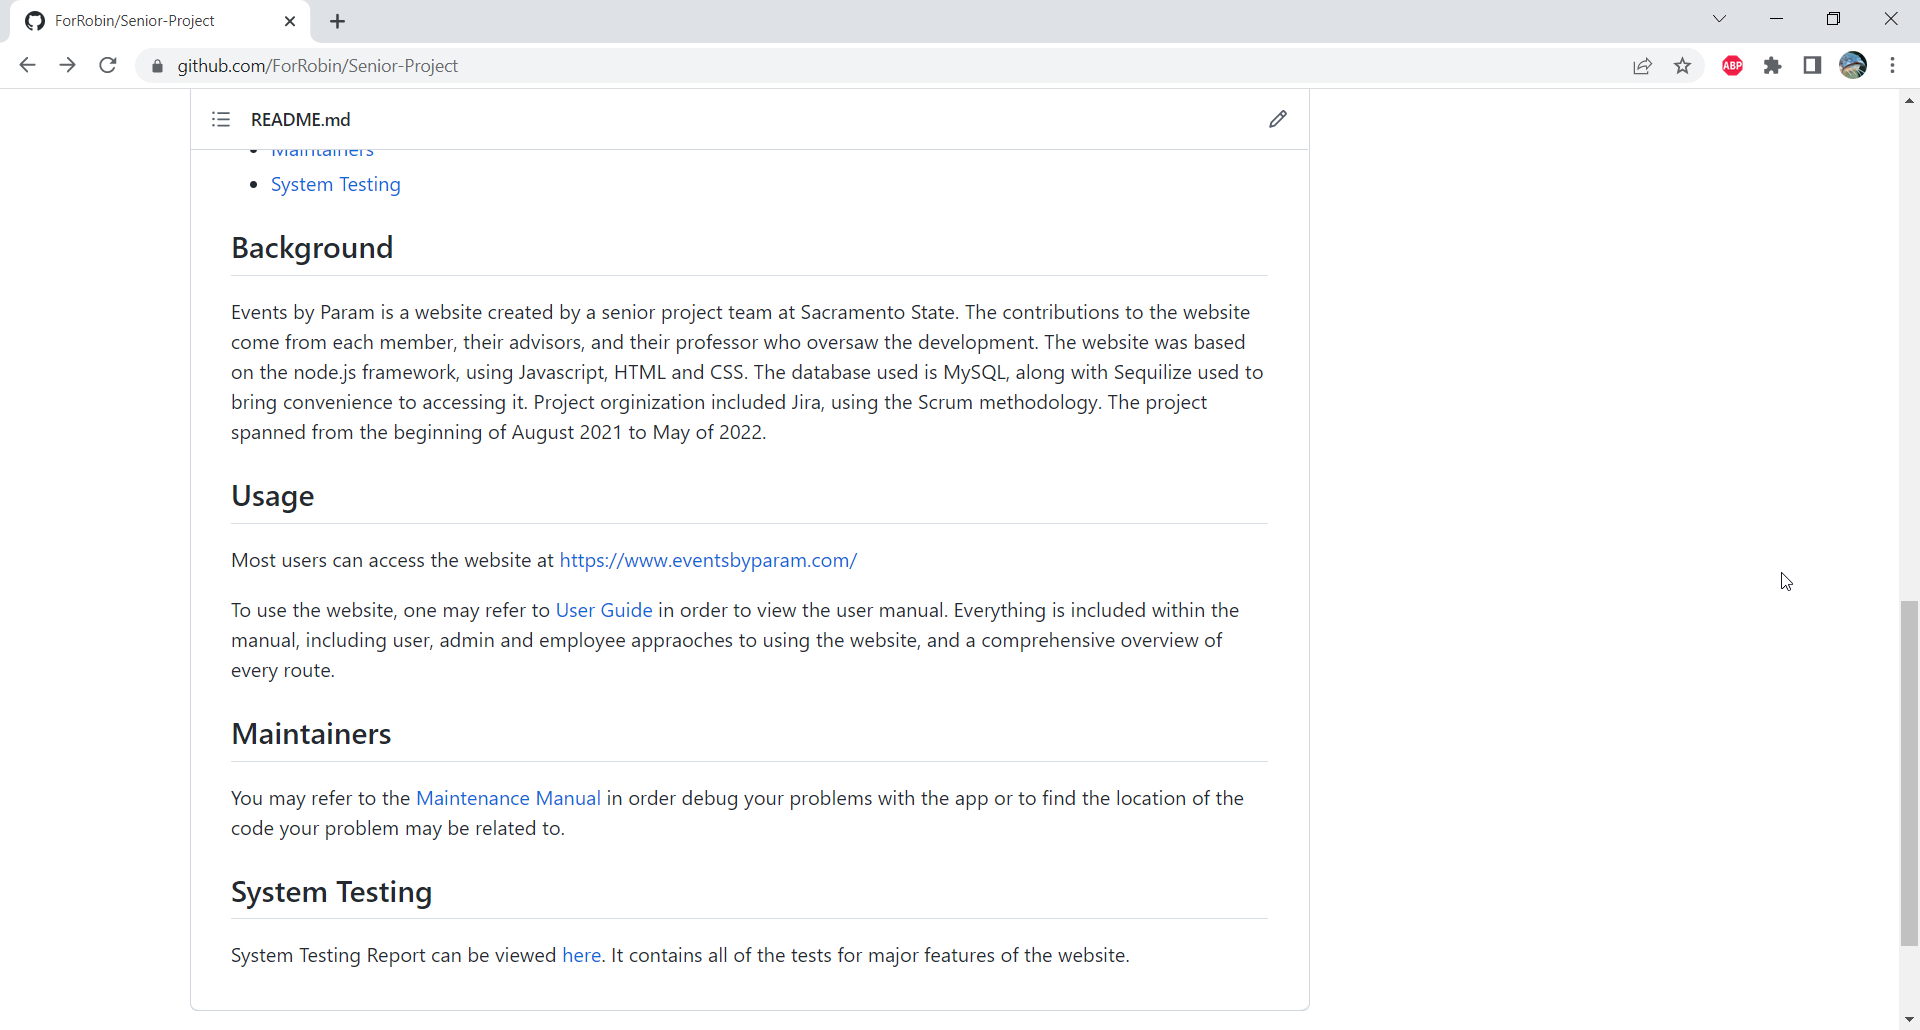 ForRobin/Senior-Project
github.com/ForRobin/Senior-Project
ABP
README.md
Maintainers
System Testing
Background
Events by Param is a website created by a senior project team at Sacramento State. The contributions to the website
come from each member, their advisors, and their professor who oversaw the development. The website was based
on the node.js framework, using Javascript, HTML and CSS. The database used is MySQL, along with Sequilize used to
bring convenience to accessing it. Project orginization included Jira, using the Scrum methodology. The project
spanned from the beginning of August 2021 to May of 2022.
Usage
Most users can access the website at https://www.eventsbyparam.com/
To use the website, one may refer to User Guide in order to view the user manual. Everything is included within the
manual, including user, admin and employee appraoches to using the website, and a comprehensive overview of
every route.
Maintainers
You may refer to the Maintenance Manual in order debug your problems with the app or to find the location of the
code your problem may be related to.
System Testing
System Testing Report can be viewed here. It contains all of the tests for major features of the website.